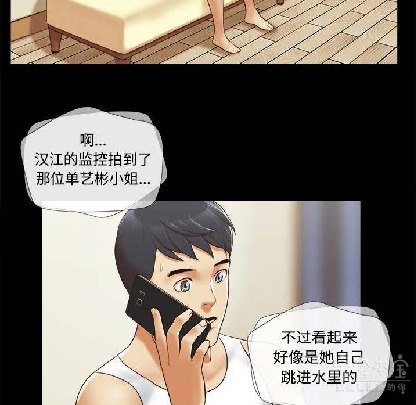 啊...
汉江的监控拍到了
那位单艺彬小姐...
不过看起来
好像是她自己
跳进水里的